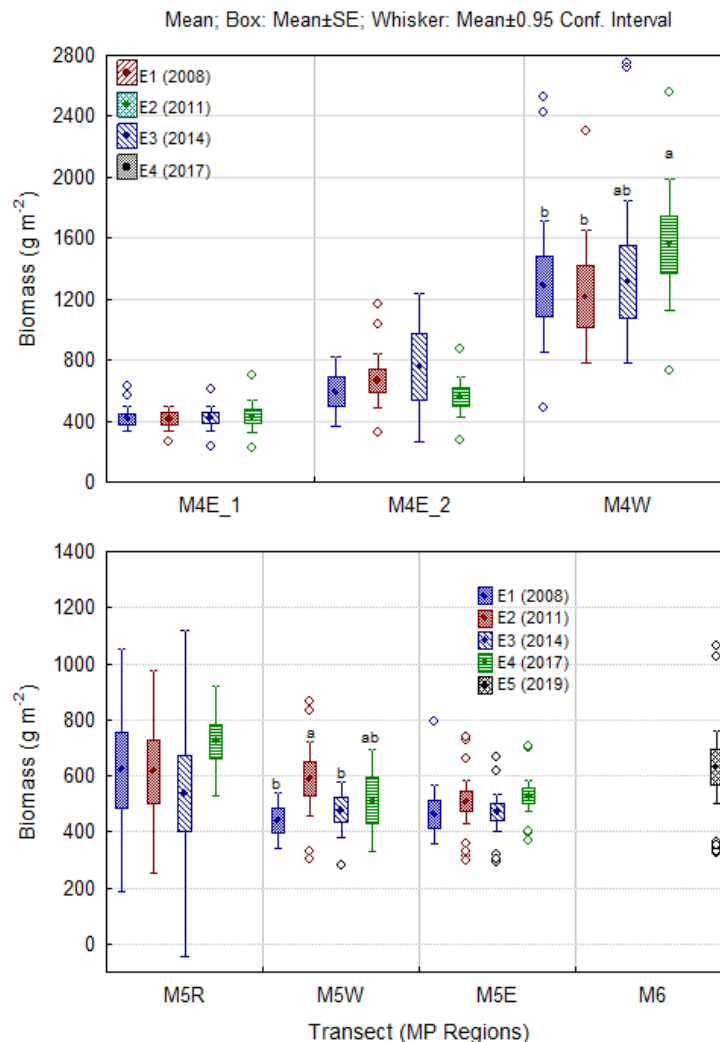 Mean; Box: Mean±SE; Whisker: Mean±0.95 Conf. Interval
2800
2400
2000
1600
1200
800
400
0
Biomass (g m-2)
E1 (2008)
E2 (2011)
E3 (2014)
E4 (2017)
b
b
ab
a
M4E_1
M4E_2
M4W
1400
1200
1000
800
600
400
200
0
Biomass (g m-2)
E1 (2008)
E2 (2011)
E3 (2014)
E4 (2017)
E5 (2019)
b
a
b
ab
M5R
M5W
M5E
M6
Transect (MP Regions)